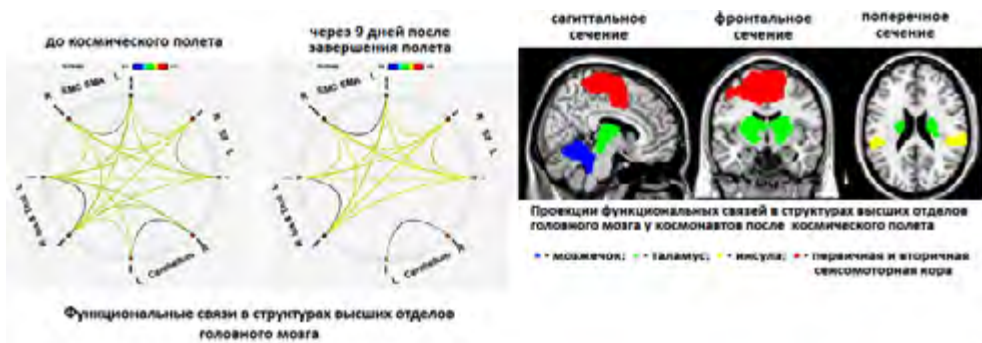 до космического полета
через 9 дней после
завершения полета
R
L
R
L
R
L
R
L
Cerebellum
Cerebellum
Функциональные связи в структурах высших отделов
головного мозга
сагиттальное
сечение
фронтальное
сечение
поперечное
сечение
Проекции функциональных связей в структурах высших отделов
головного мозга у космонавтов после космического полета
- мозжечок;
- таламус;
- инсула;
- первичная и вторичная
сенсомоторная кора